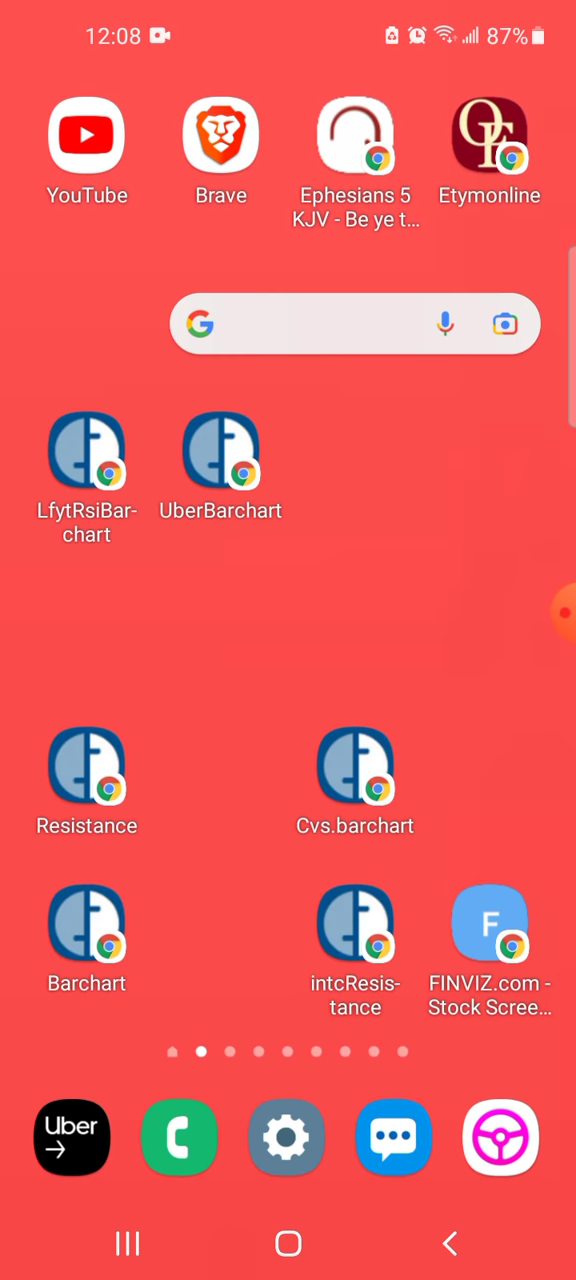 12:08
87%
YouTube
Brave
Ephesians 5
KJV - Be ye t...
Etymonline
OE
G
LfytRsiBar-
chart
UberBarchart
Resistance
Cvs.barchart
Barchart
intcResis-
tance
F
FINVIZ.com -
Stock Scree...
Uber